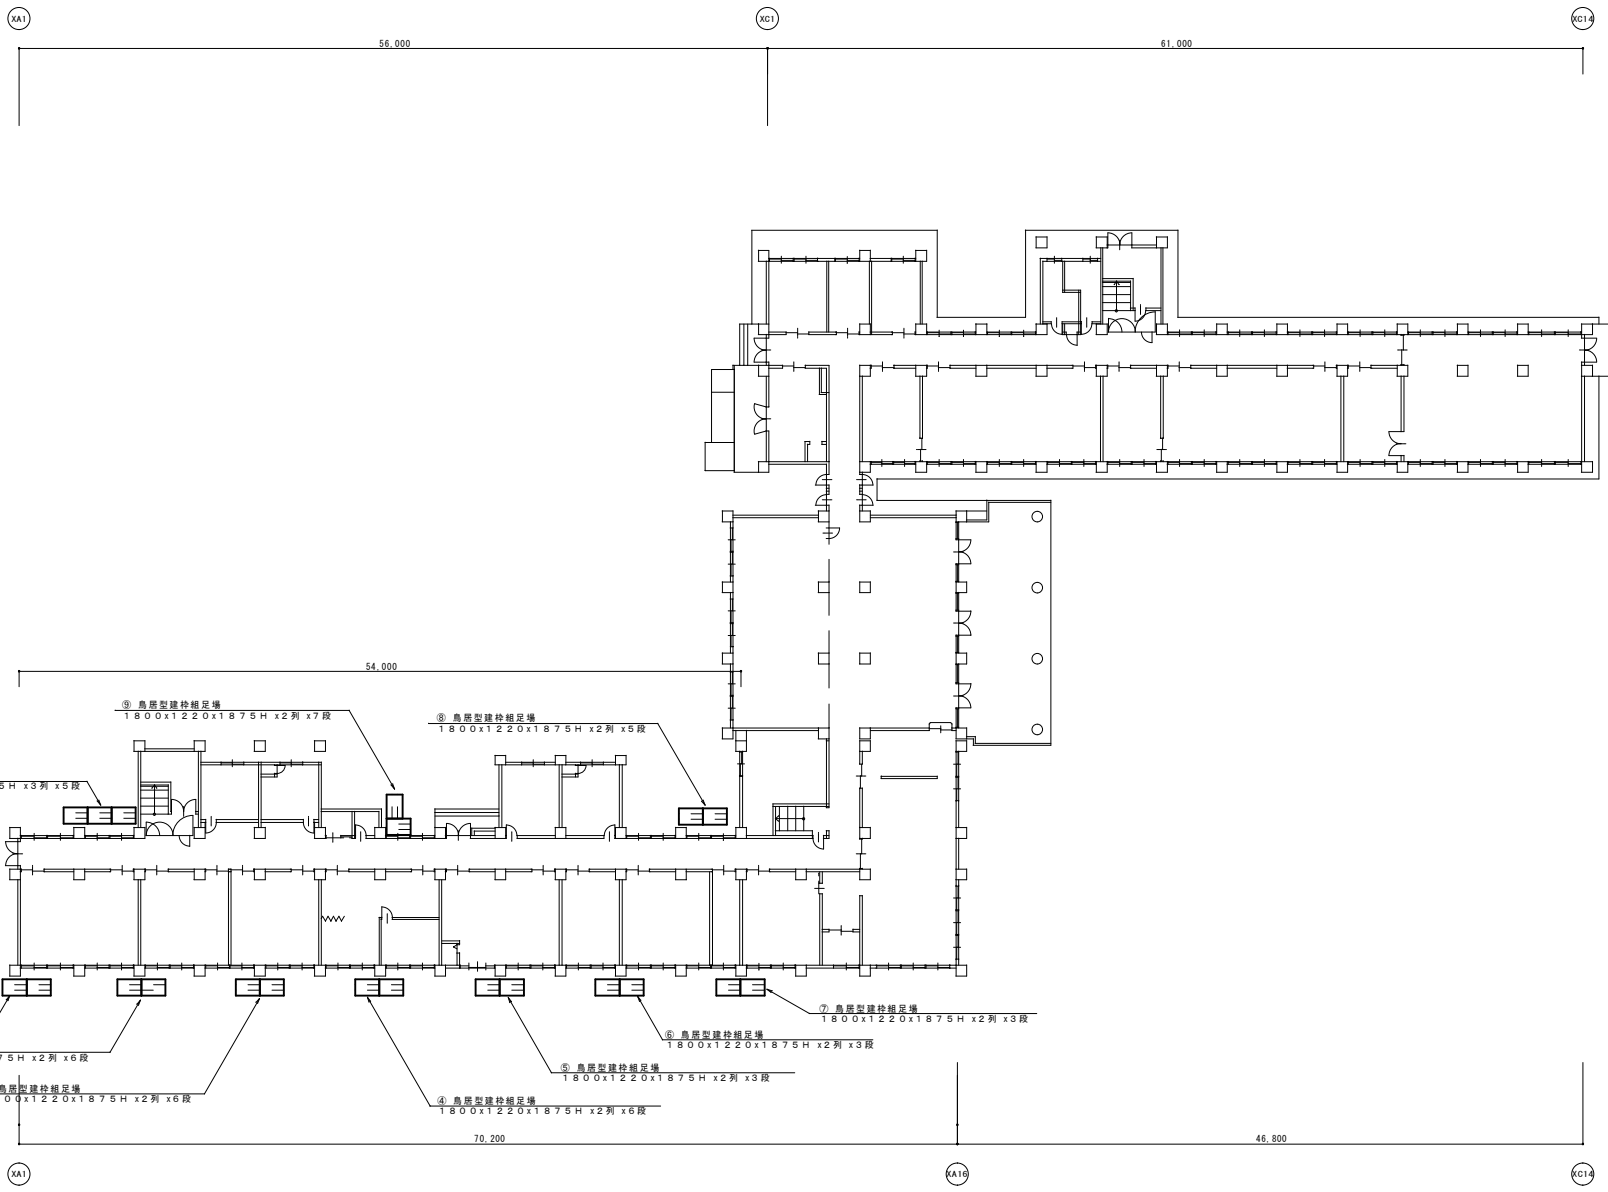 XA1
XC1
XC14
56,000
61,000
54,000
⑨ 鳥居型建枠組足場
1800x1220x1875H x2列 x7段
⑧ 鳥居型建枠組足場
1800x1220x1875H x2列 x5段
5H x3列 x5段
⑦ 鳥居型建枠組足場
1800x1220x1875H x2列 x3段
⑥ 鳥居型建枠組足場
1800x1220x1875H x2列 x3段
75H x2列 x6段
⑤ 鳥居型建枠組足場
1800x1220x1875H x2列 x3段
鳥居型建枠組足場
00x1220x1875H x2列 x6段
④ 鳥居型建枠組足場
1800x1220x1875H x2列 x6段
70,200
46,800
XA1
XA16
XC14